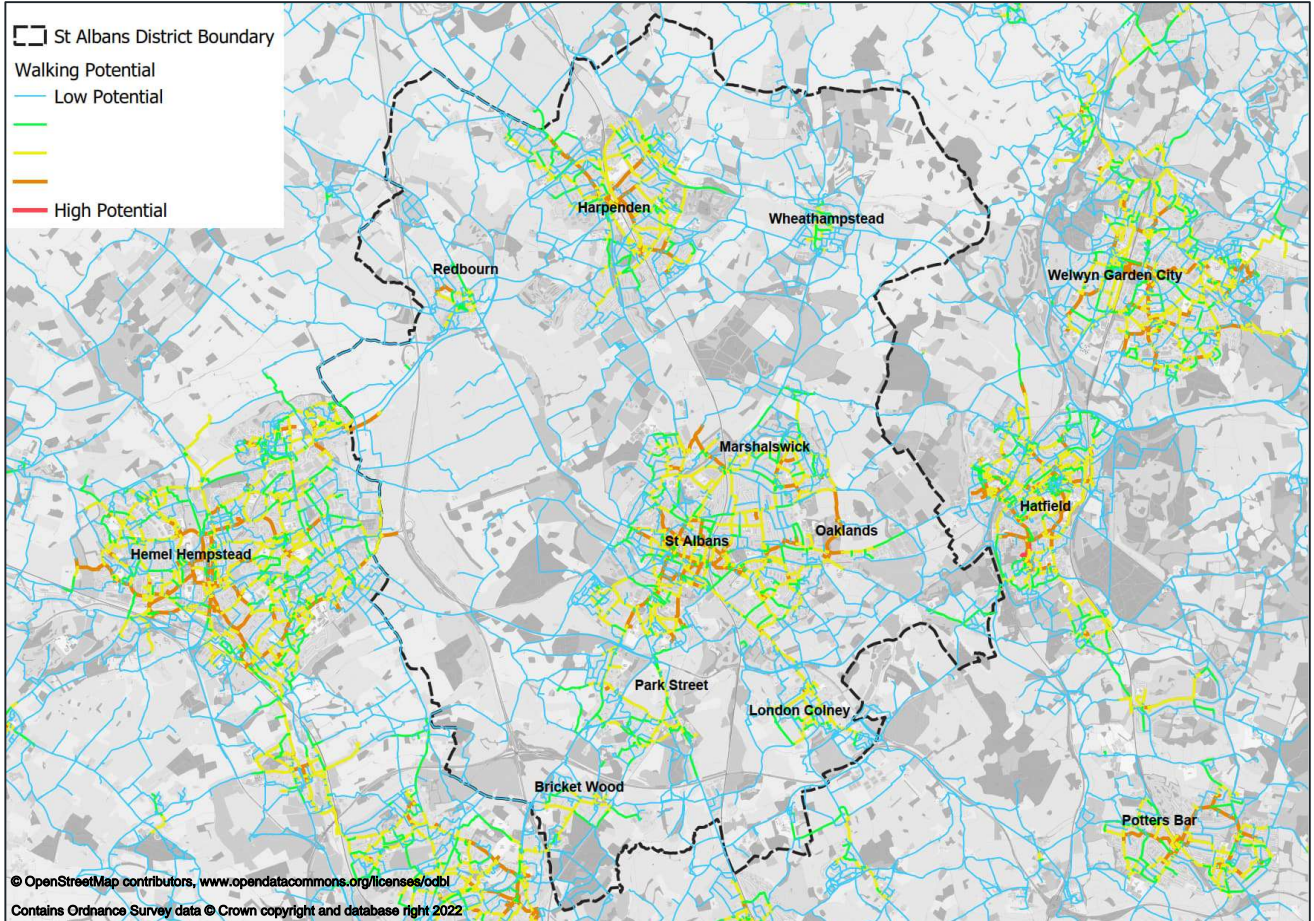 St Albans District Boundary
Walking Potential
Low Potential
High Potential
Harpenden
Wheathampstead
Redbourn
Welwyn Garden City
Marshalswick
Hatfield
Oaklands
St Albans
Hemel Hempstead
Park Street
London Colney
Bricket Wood
Potters Bar
© OpenStreetMap contributors, www.opendatacommons.org/licenses/odbl
Contains Ordnance Survey data © Crown copyright and database right 2022